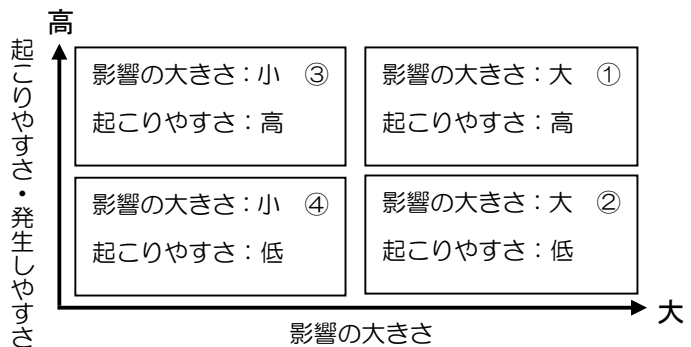 高
起こりやすさ・発生しやすさ
影響の大きさ：小　③
起こりやすさ：高
影響の大きさ：大　①
起こりやすさ：高
影響の大きさ：小　④
起こりやすさ：低
影響の大きさ：大　②
起こりやすさ：低
大
影響の大きさ